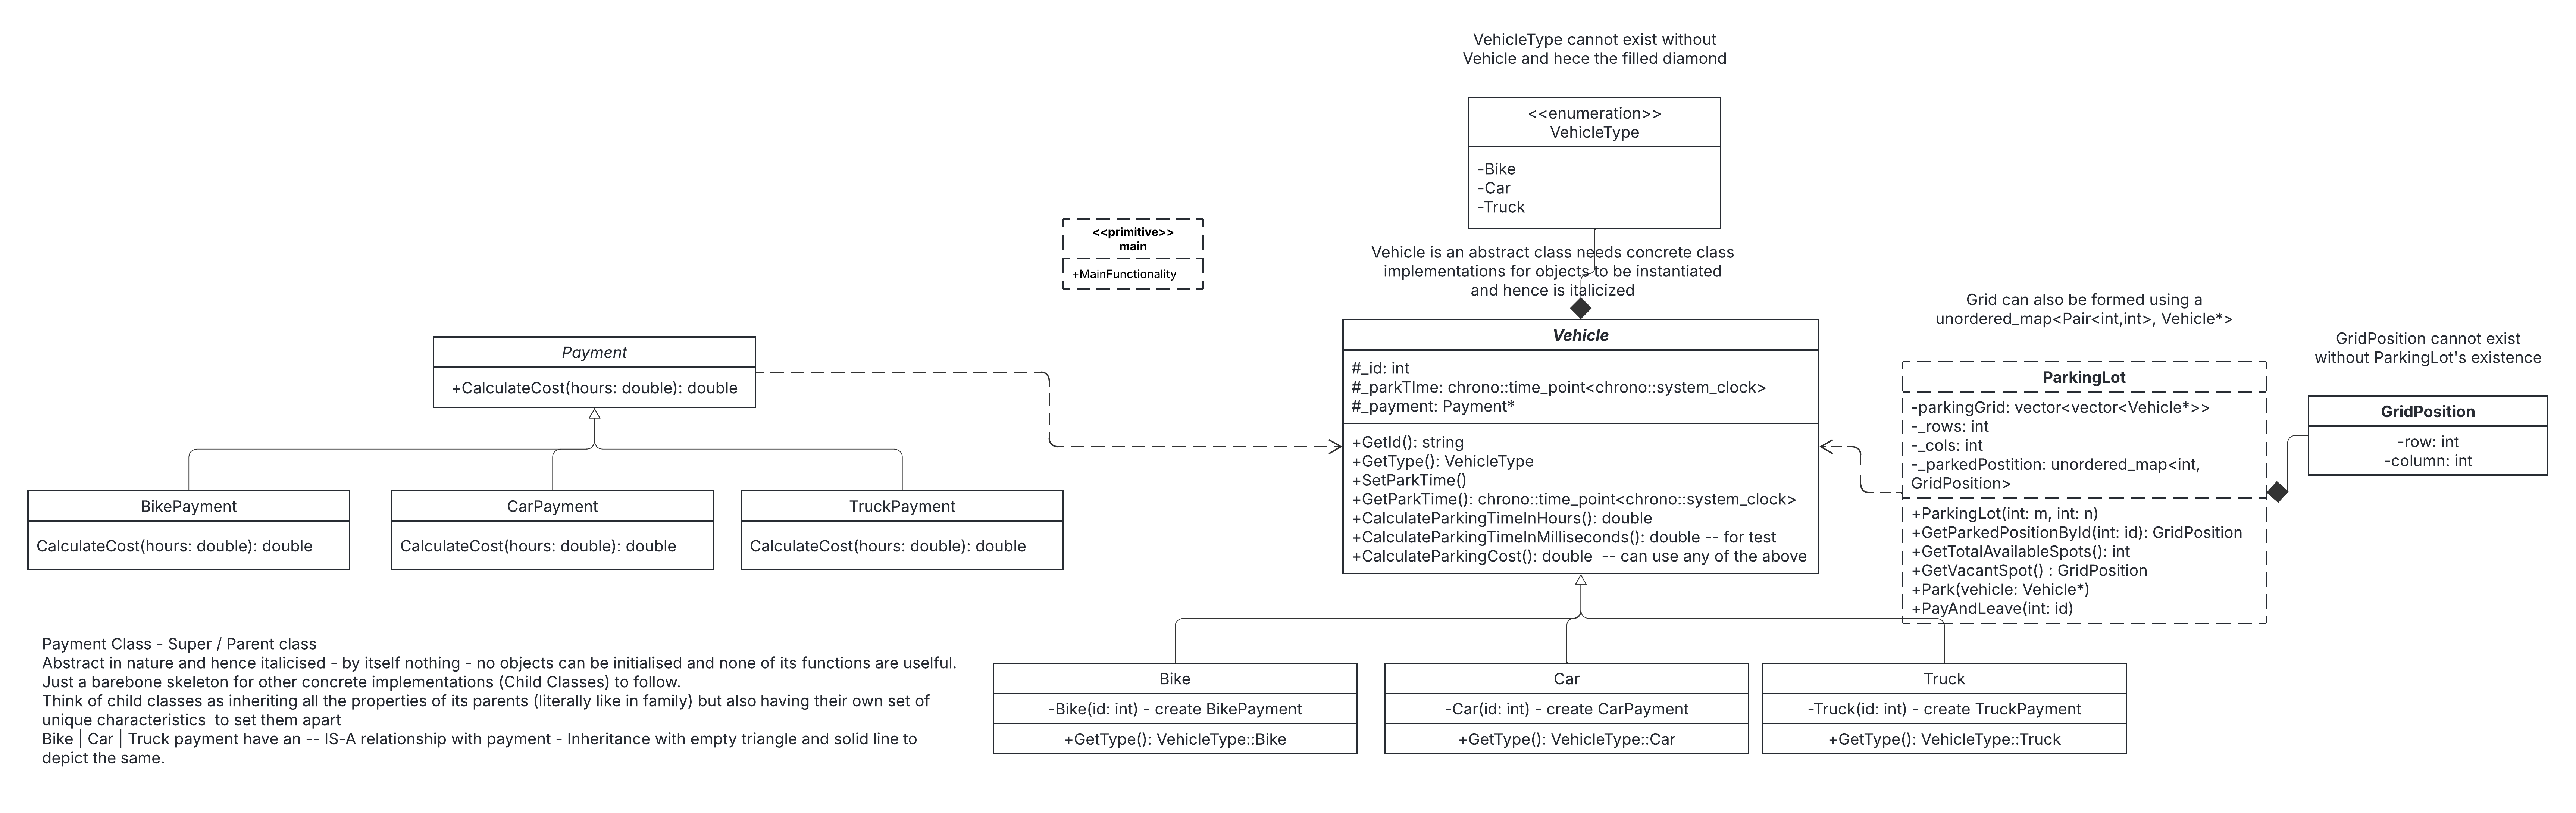 VehicleType cannot exist without
Vehicle and hece the filled diamond
<<enumeration>>
VehicleType
-Bike
-Car
-Truck
<<primitive>>
main
+MainFunctionality
Vehicle is an abstract class needs concrete class
implementations for objects to be instantiated
and hence is italicized
Grid can also be formed using a
unordered_map<Pair<int,int>, Vehicle*>
GridPosition cannot exist
without ParkingLot's existence
Payment
+CalculateCost(hours: double): double
Vehicle
#_id: int
#_parkTIme: chrono::time_point<chrono::system_clock>
#_payment: Payment*
+GetId(): string
+GetType(): VehicleType
+SetParkTime()
+GetParkTime(): chrono::time_point<chrono::system_clock>
+CalculateParkingTimeInHours(): double
+CalculateParkingTimeInMilliseconds(): double -- for test
+CalculateParkingCost(): double  -- can use any of the above
ParkingLot
-parkingGrid: vector<vector<Vehicle*>>
-_rows: int
-_cols: int
-_parkedPostition: unordered_map<int,
GridPosition>
+ParkingLot(int: m, int: n)
+GetParkedPositionById(int: id): GridPosition
+GetTotalAvailableSpots(): int
+GetVacantSpot() : GridPosition
+Park(vehicle: Vehicle*)
+PayAndLeave(int: id)
GridPosition
-row: int
-column: int
BikePayment
CalculateCost(hours: double): double
CarPayment
CalculateCost(hours: double): double
TruckPayment
CalculateCost(hours: double): double
Payment Class - Super / Parent class
Abstract in nature and hence italicised - by itself nothing - no objects can be initialised and none of its functions are uselful.
Just a barebone skeleton for other concrete implementations (Child Classes) to follow.
Think of child classes as inheriting all the properties of its parents (literally like in family) but also having their own set of
unique characteristics  to set them apart
Bike | Car | Truck payment have an -- IS-A relationship with payment - Inheritance with empty triangle and solid line to
depict the same.
Bike
-Bike(id: int) - create BikePayment
+GetType(): VehicleType::Bike
Car
-Car(id: int) - create CarPayment
+GetType(): VehicleType::Car
Truck
-Truck(id: int) - create TruckPayment
+GetType(): VehicleType::Truck